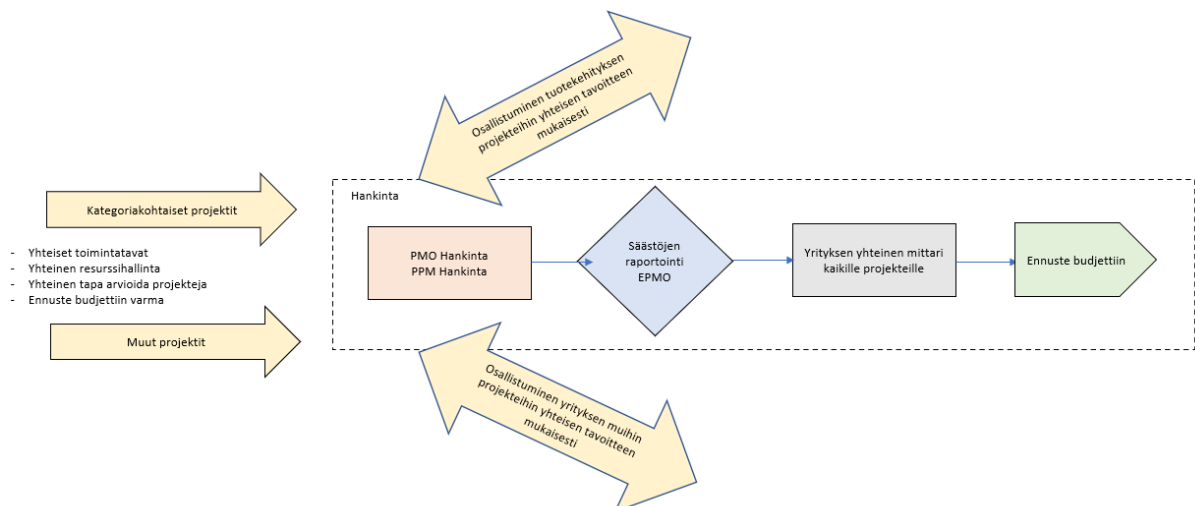 Osallistuminen tuotekehityksen
projekteihin yhteisen tavoitteen
mukaisesti
Hankinta
Kategoriakohtaiset projektit
- Yhteiset toimintatavat
- Yhteinen resurssihallinta
- Yhteinen tapa arvioida projekteja
- Ennuste budjettiin varma
Muut projektit
PMO Hankinta
PPM Hankinta
Säästöjen
raportointi
EPMO
Yrityksen yhteinen mittari
kaikille projekteille
Ennuste budjettiin
Osallistuminen yrityksen muihin
projekteihin yhteisen tavoitteen
mukaisesti